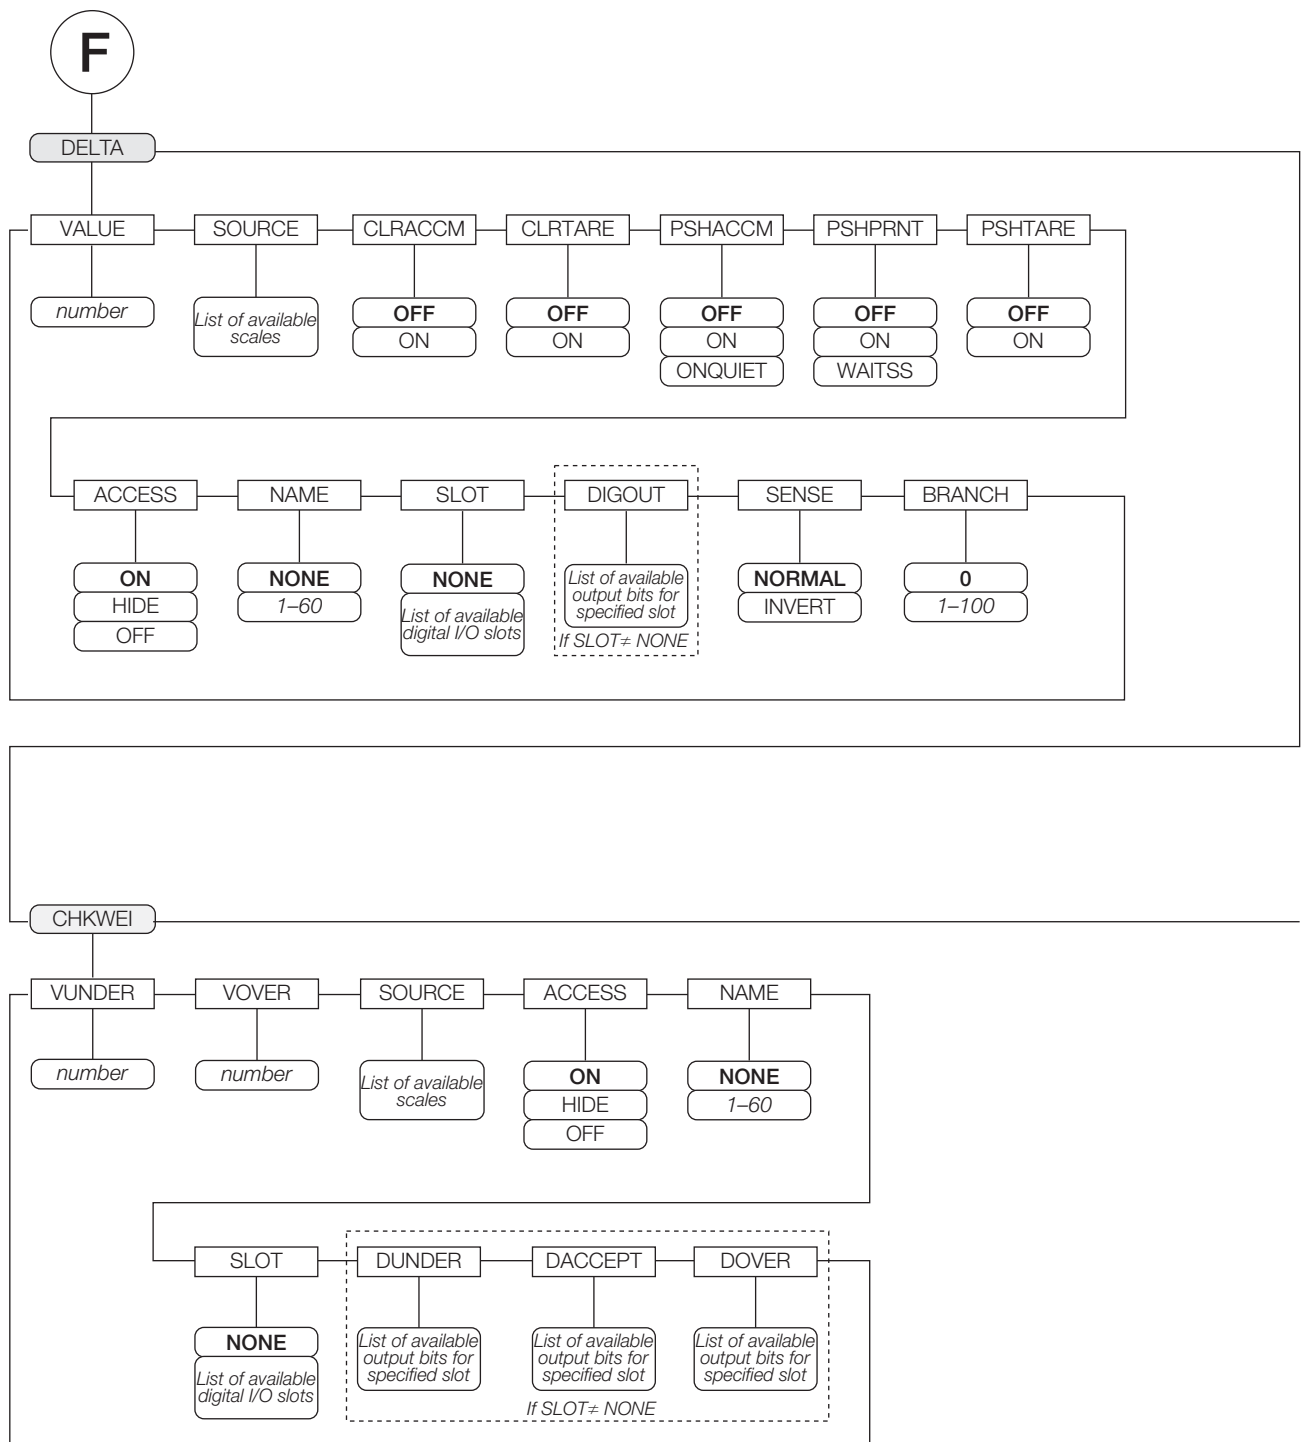 F
DELTA
VALUE
SOURCE
CLRACCM
CLRTARE
PSHACCM
PSHPRNT
PSHTARE
number
List of available
scales
OFF
ON
OFF
ON
OFF
ON
ONQUIET
OFF
ON
WAITSS
OFF
ON
ACCESS
NAME
SLOT
DIGOUT
SENSE
BRANCH
ON
HIDE
OFF
NONE
1–60
NONE
List of available
digital I/O slots
List of available
output bits for
specified slot
If SLOT≠ NONE
NORMAL
INVERT
0
1–100
CHKWEI
VUNDER
VOVER
SOURCE
ACCESS
NAME
number
number
List of available
scales
ON
HIDE
OFF
NONE
1–60
SLOT
DUNDER
DACCEPT
DOVER
NONE
List of available
digital I/O slots
List of available
output bits for
specified slot
List of available
output bits for
specified slot
List of available
output bits for
specified slot
If SLOT≠ NONE